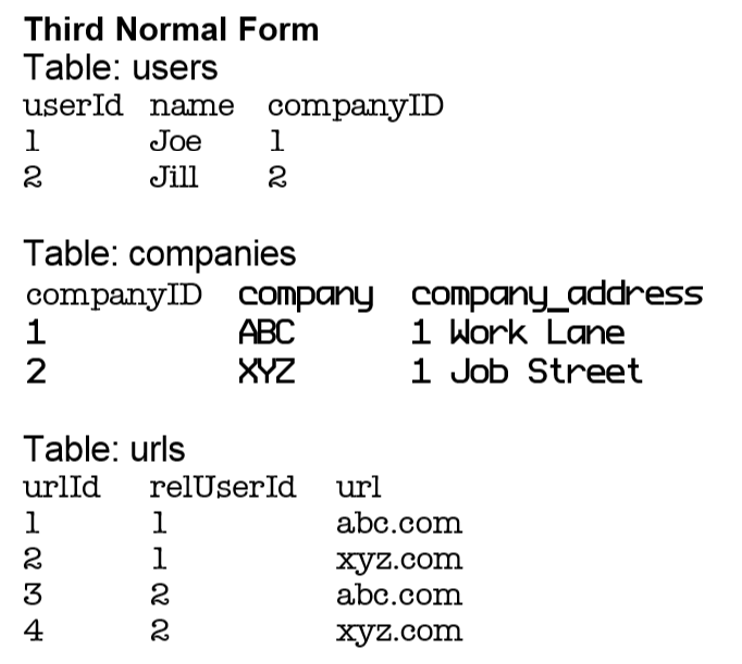 Third Normal Form
Table: users
userId name companyID
1 Joe 1
2 Jill 2
Table: companies
companyID company company_address
1 ABC 1 Work Lane
2 XYZ 1 Job Street
Table: urls
urlId relUserId url
1 1 abc.com
2 1 xyz.com
3 2 abc.com
4 2 xyz.com